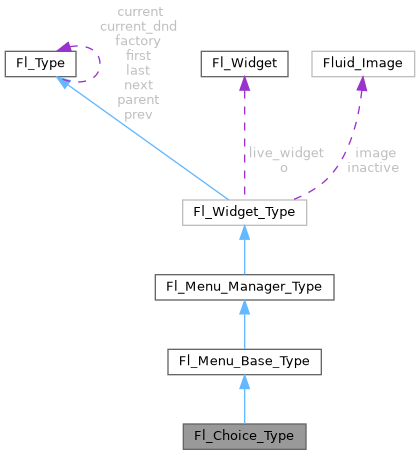 current
current_dnd
factory
first
last
next
parent
prev
Fl_Type
Fl_Widget
Fluid_Image
live_widget
o
image
inactive
Fl_Widget_Type
Fl_Menu_Manager_Type
Fl_Menu_Base_Type
Fl_Choice_Type